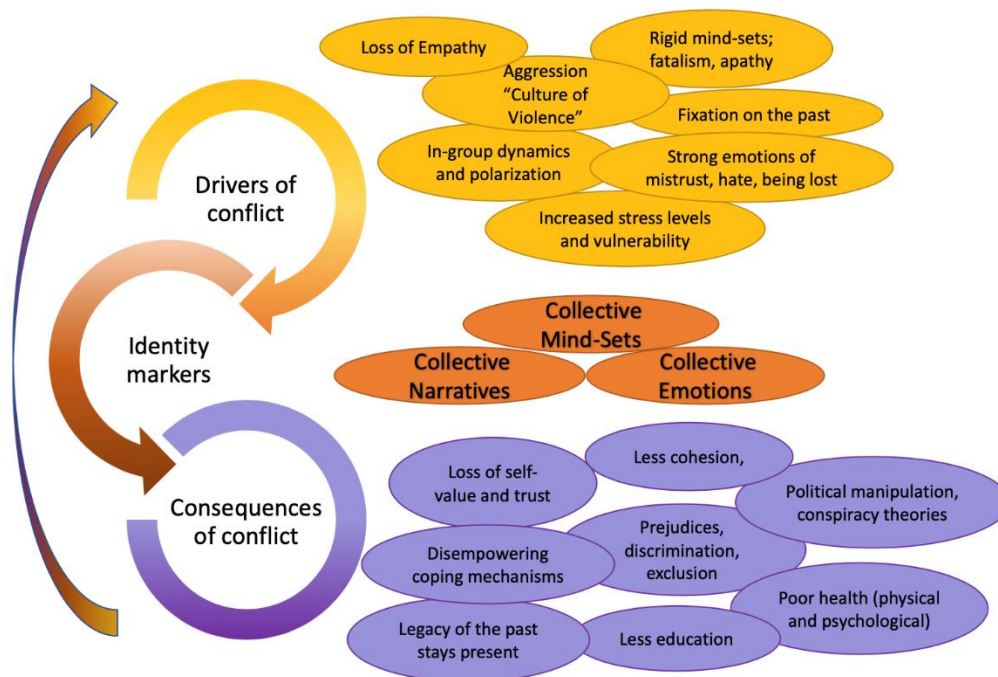 Loss of Empathy
Rigid mind-sets;
fatalism, apathy
Aggression
“Culture of
Violence”
Fixation on the past
In-group dynamics
and polarization
Strong emotions of
mistrust, hate, being lost
Increased stress levels
and vulnerability
Drivers of
conflict
Identity
markers
Collective
Mind-Sets
Collective
Narratives
Collective
Emotions
Consequences
of conflict
Loss of self-
value and trust
Less cohesion,
Political manipulation,
conspiracy theories
Disempowering
coping mechanisms
Prejudices,
discrimination,
exclusion
Poor health (physical
and psychological)
Legacy of the past
stays present
Less education